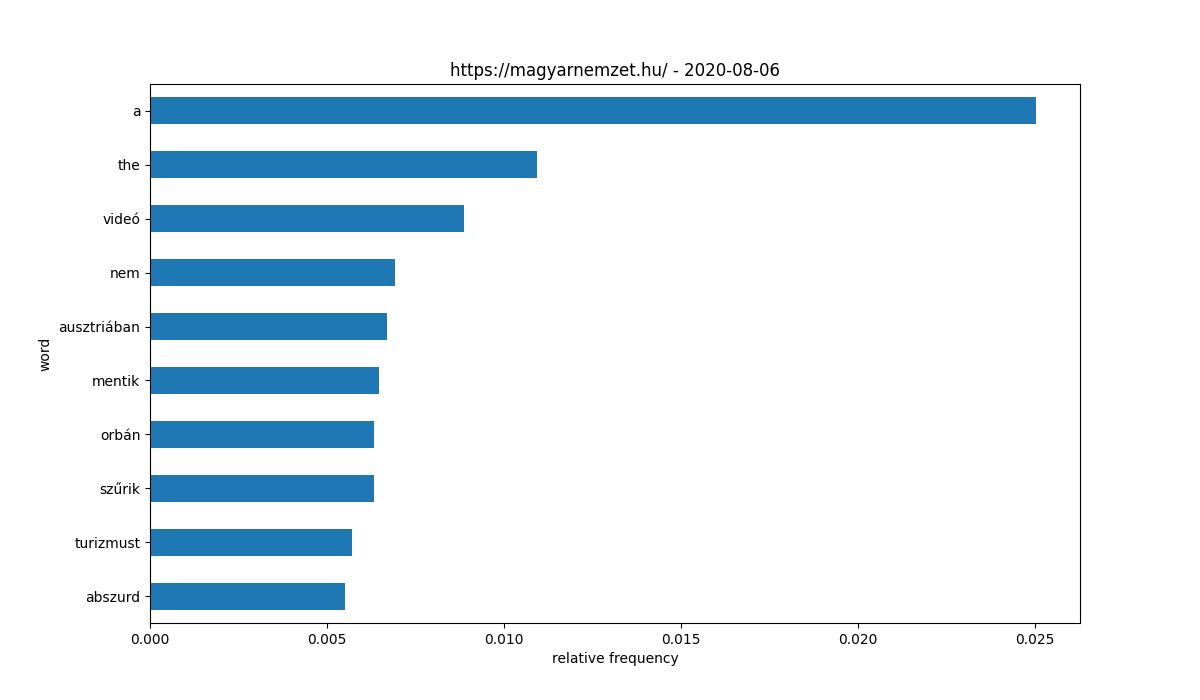 https://magyarnemzet.hu/ - 2020-08-06
a
the
videó
nem
ausztriában
mentik
orbán
szűrik
turizmust
abszurd
word
0.000 0.005 0.010 0.015 0.020 0.025
relative frequency